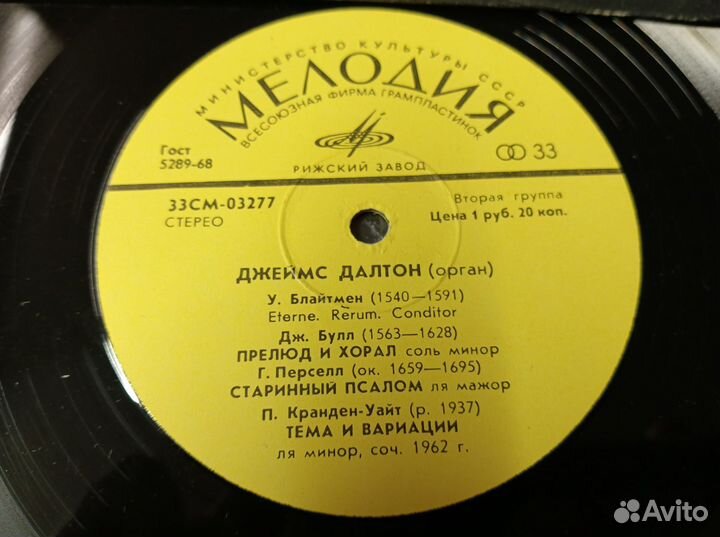 МИНИСТЕРСТВО КУЛЬТУРЫ СССР
МЕЛОДИЯ
ВСЕСОЮЗНАЯ ФИРМА ГРАМПЛАСТИНОК
Гост
5289-68
РИЖСКИЙ ЗАВОД
33
33СМ-03277
СТЕРЕО
Вторая группа
Цена 1 руб. 20 коп.
ДЖЕЙМС ДАЛТОН (орган)
У. Блайтмен (1540—1591)
Eterne. Rerum. Conditor
Дж. Булл (1563—1628)
ПРЕЛЮД И ХОРАЛ соль минор
Г. Перселл (ок. 1659—1695)
СТАРИННЫЙ ПСАЛОМ ля мажор
П. Кранден-Уайт (р. 1937)
ТЕМА И ВАРИАЦИИ
ля минор, соч. 1962 г.
Avito